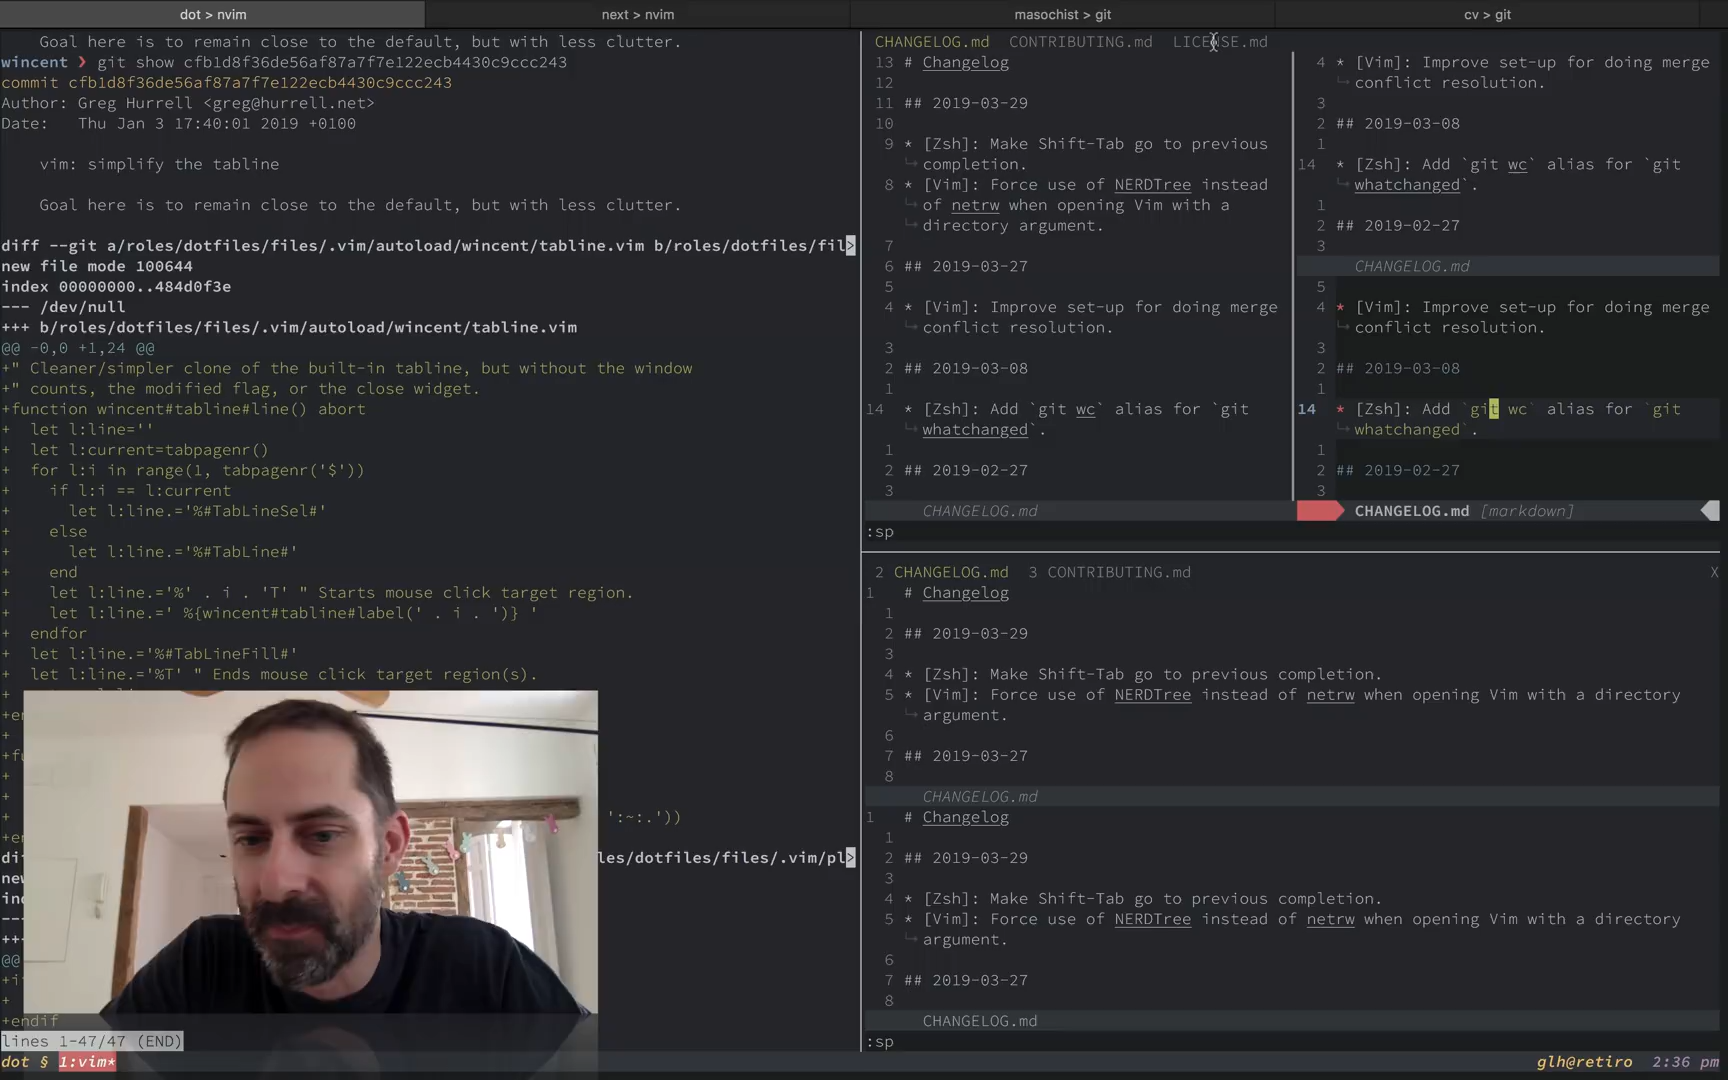 dot > nvim
next > nvim
masochist > git
cv > git
Goal here is to remain close to the default, but with less clutter.
wincent ❯ git show cfb1d8f36de56af87a7f7e122ecb4430c9ccc243
commit cfb1d8f36de56af87a7f7e122ecb4430c9ccc243
Author: Greg Hurrell <greg@hurrell.net>
Date:   Thu Jan 3 17:40:01 2019 +0100
vim: simplify the tabline
Goal here is to remain close to the default, but with less clutter.
diff --git a/roles/dotfiles/files/.vim/autoload/wincent/tabline.vim b/roles/dotfiles/fil>
new file mode 100644
index 00000000..484d0f3e
--- /dev/null
+++ b/roles/dotfiles/files/.vim/autoload/wincent/tabline.vim
@@ -0,0 +1,24 @@
+" Cleaner/simpler clone of the built-in tabline, but without the window
+" counts, the modified flag, or the close widget.
+function wincent#tabline#line() abort
+  let l:line=''
+  let l:current=tabpagenr()
+  for l:i in range(1, tabpagenr('$'))
+    if l:i == l:current
+      let l:line.='%#TabLineSel#'
+    else
+      let l:line.='%#TabLine#'
+    end
+    let l:line.='%' . i . 'T' " Starts mouse click target region.
+    let l:line.=' %{wincent#tabline#label(' . i . ')} '
+  endfor
+  let l:line.='%#TabLineFill#'
+  let l:line.='%T' " Ends mouse click target region(s).
+
+
+
+
+
+ ':~:.'))
les/dotfiles/files/.vim/pl>
new
+endif
lines 1-47/47 (END)
CHANGELOG.md CONTRIBUTING.md LICENSE.md
13 # Changelog
12
11 ## 2019-03-29
10
9 * [Zsh]: Make Shift-Tab go to previous
completion.
8 * [Vim]: Force use of NERDTree instead
of netrw when opening Vim with a
directory argument.
7
6 ## 2019-03-27
5
4 * [Vim]: Improve set-up for doing merge
conflict resolution.
3
2 ## 2019-03-08
1
14 * [Zsh]: Add `git wc` alias for `git
whatchanged`.
1
2 ## 2019-02-27
3
CHANGELOG.md
:sp
4 * [Vim]: Improve set-up for doing merge
conflict resolution.
3
2 ## 2019-03-08
1
14 * [Zsh]: Add `git wc` alias for `git
whatchanged`.
1
2 ## 2019-02-27
3
CHANGELOG.md
5
4 * [Vim]: Improve set-up for doing merge
conflict resolution.
3
2 ## 2019-03-08
1
14 * [Zsh]: Add `git wc` alias for `git
whatchanged`.
1
2 ## 2019-02-27
3
CHANGELOG.md [markdown]
2 CHANGELOG.md 3 CONTRIBUTING.md X
1 # Changelog
1
2 ## 2019-03-29
3
4 * [Zsh]: Make Shift-Tab go to previous completion.
5 * [Vim]: Force use of NERDTree instead of netrw when opening Vim with a directory
argument.
6
7 ## 2019-03-27
8
CHANGELOG.md
1 # Changelog
1
2 ## 2019-03-29
3
4 * [Zsh]: Make Shift-Tab go to previous completion.
5 * [Vim]: Force use of NERDTree instead of netrw when opening Vim with a directory
argument.
6
7 ## 2019-03-27
8
CHANGELOG.md
:sp
dot § 1:vim*
glh@retiro 2:36 pm